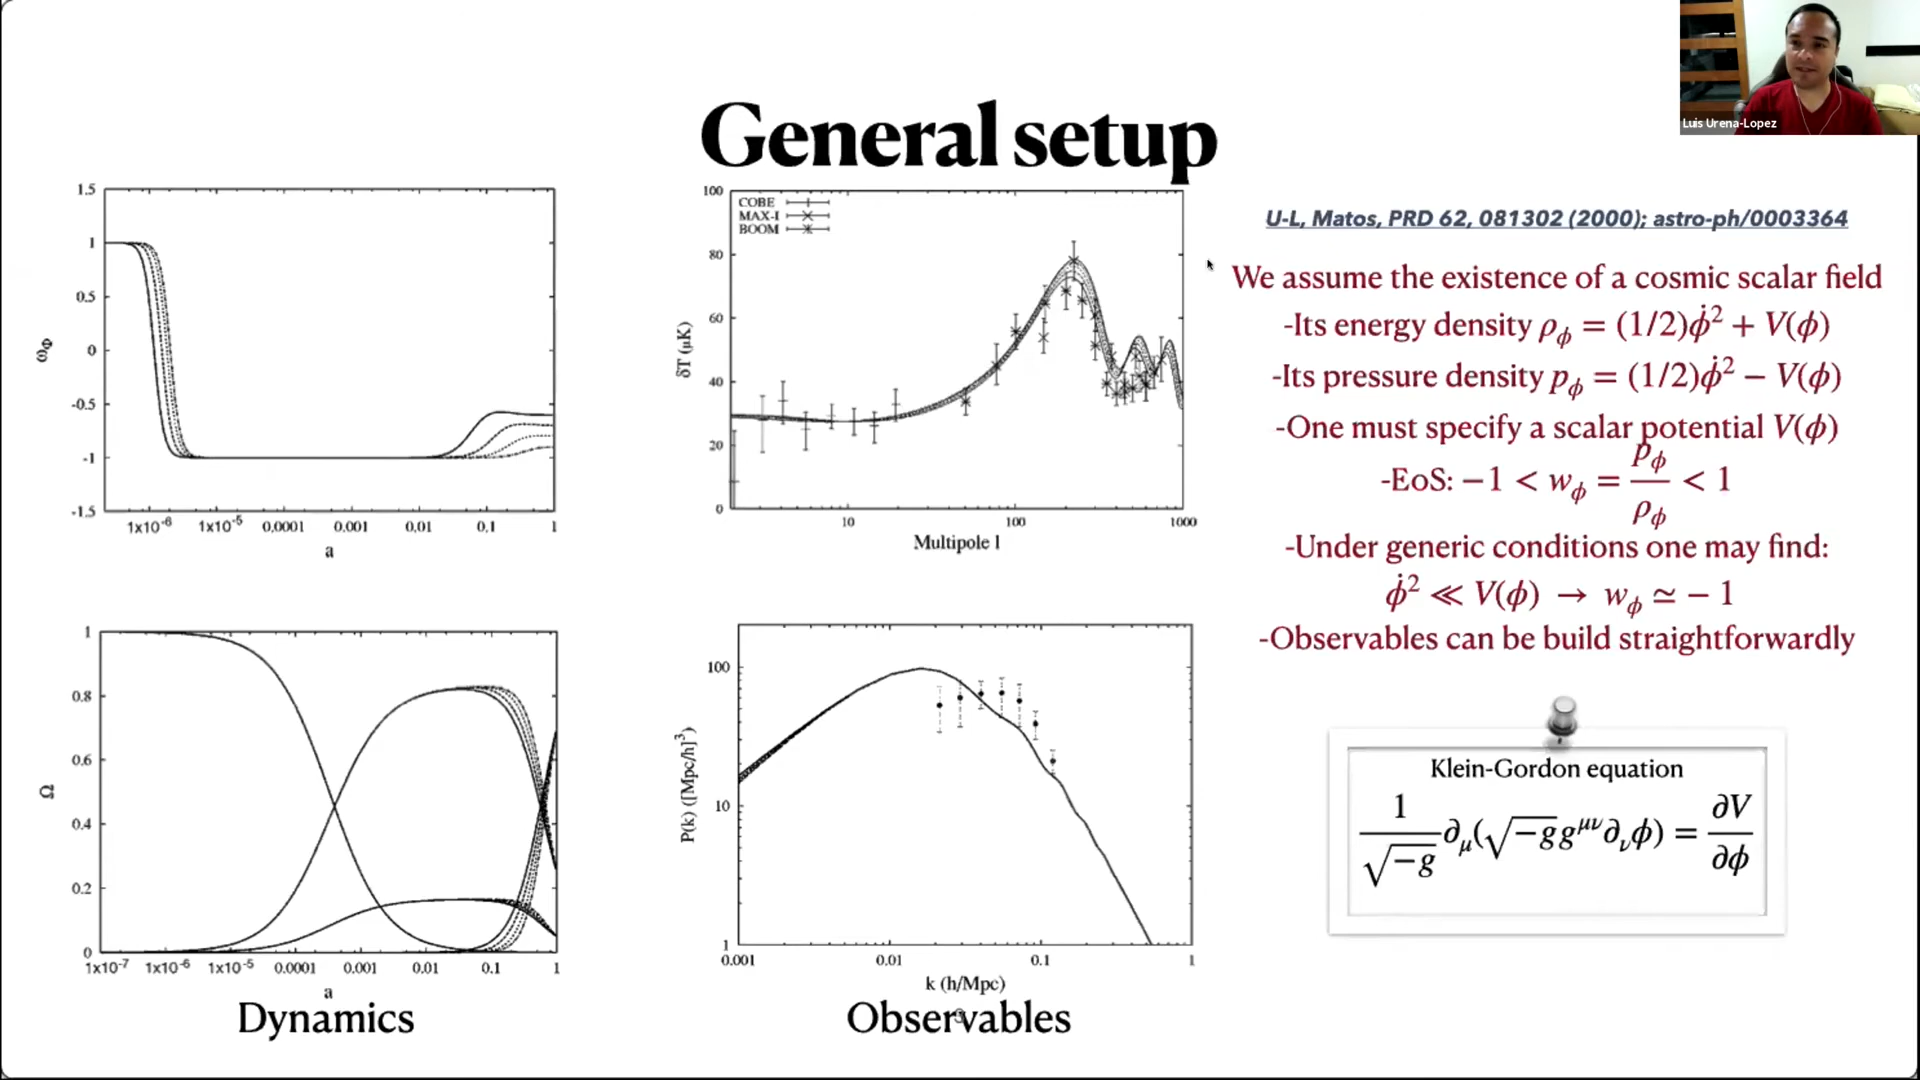 Luis Urena-Lopez
General setup
1.5
1
0.5
0
-0.5
-1
-1.5
ωΦ
1x10⁻⁶ 1x10⁻⁵ 0.0001 0.001 0.01 0.1 1
a
100
80
60
40
20
0
COBE
MAX-I
BOOM
δT (μK)
10 100 1000
Multipole l
U-L, Matos, PRD 62, 081302 (2000); astro-ph/0003364
We assume the existence of a cosmic scalar field
-Its energy density ρ_ϕ = (1/2)ϕ̇² + V(ϕ)
-Its pressure density p_ϕ = (1/2)ϕ̇² − V(ϕ)
-One must specify a scalar potential V(ϕ)
-EoS: −1 < w_ϕ = p_ϕ/ρ_ϕ < 1
-Under generic conditions one may find:
ϕ̇² ≪ V(ϕ) → w_ϕ ≃ − 1
-Observables can be build straightforwardly
1
0.8
0.6
0.4
0.2
0
Ω
1x10⁻⁷ 1x10⁻⁶ 1x10⁻⁵ 0.0001 0.001 0.01 0.1 1
a
Dynamics
100
10
1
P(k) ([Mpc/h]³)
0.001 0.01 0.1 1
k (h/Mpc)
Observables
Klein-Gordon equation
1/√−g ∂_μ(√−g g^μν ∂_νϕ) = ∂V/∂ϕ